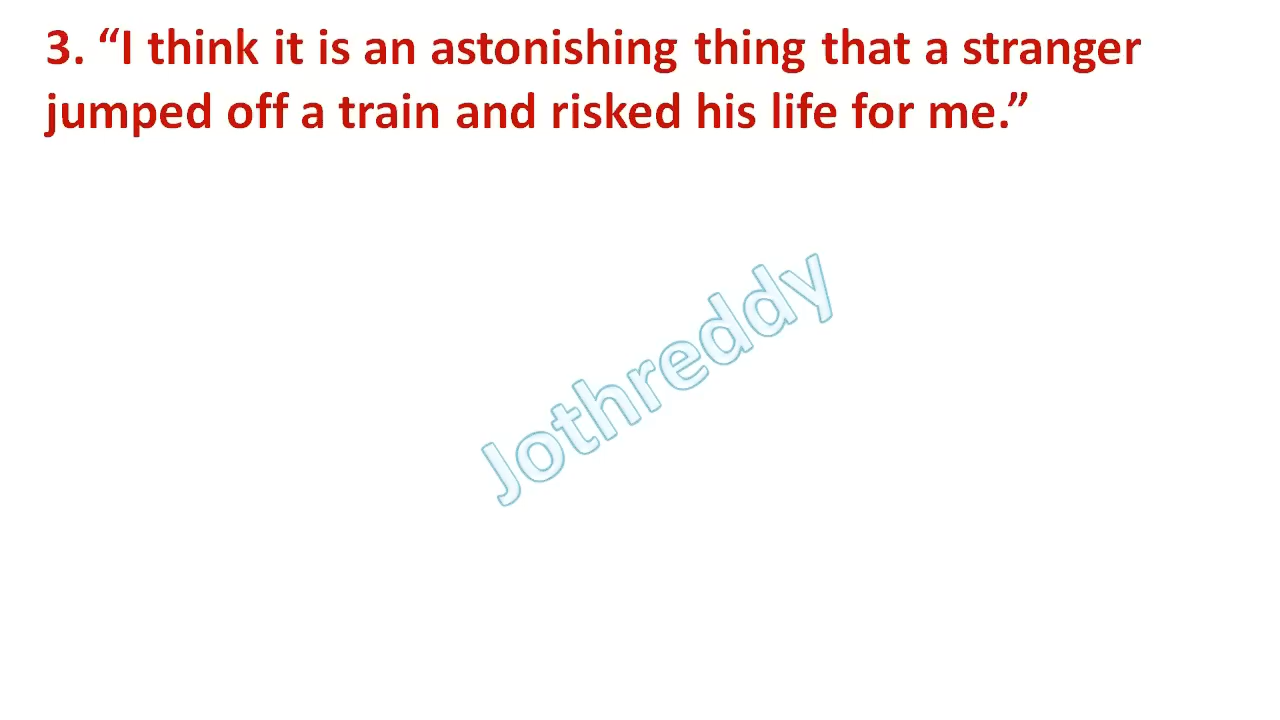 3. “I think it is an astonishing thing that a stranger
jumped off a train and risked his life for me.”
Jothreddy